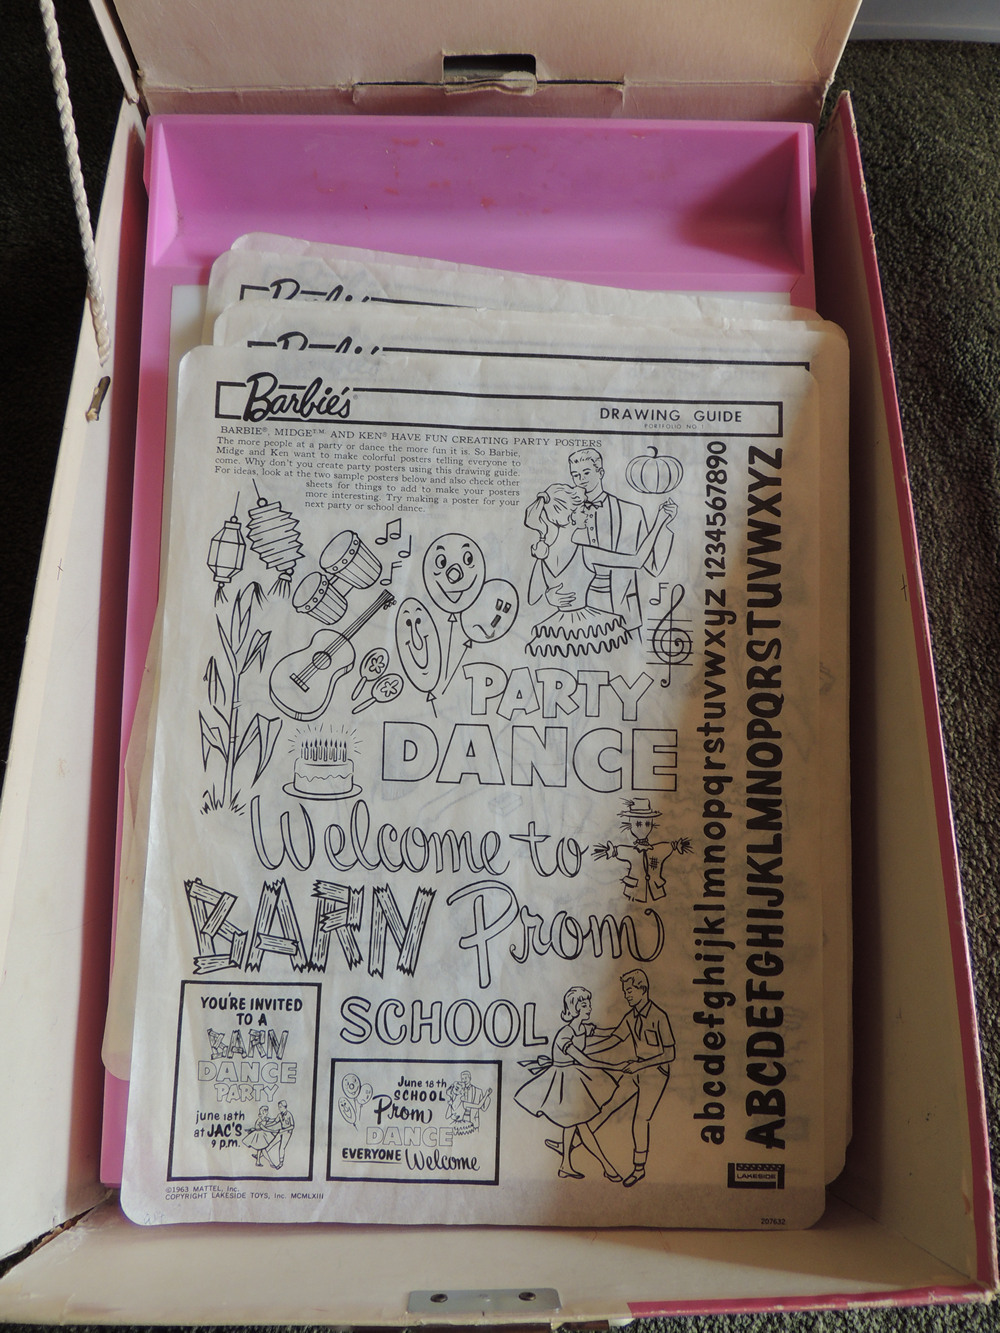 Barbie's
Barbie's
Barbie's®
DRAWING GUIDE
PORTFOLIO NO. 1
BARBIE®, MIDGE™ AND KEN® HAVE FUN CREATING PARTY POSTERS
The more people at a party or dance the more fun it is. So Barbie,
Midge and Ken want to make colorful posters telling everyone to
come. Why don't you create party posters using this drawing guide.
For ideas, look at the two sample posters below and also check other
sheets for things to add to make your posters
more interesting. Try making a poster for your
next party or school dance.
PARTY
DANCE
Welcome to
BARN Prom
SCHOOL
YOU'RE INVITED
TO A
BARN
DANCE
PARTY
june 18th
at JAC'S
9 p.m.
June 18th
SCHOOL
Prom
DANCE
EVERYONE Welcome
abcdefghijklmnopqrstuvwxyz 1234567890
ABCDEFGHIJKLMNOPQRSTUVWXYZ
LAKESIDE
©1963 MATTEL, Inc.
COPYRIGHT LAKESIDE TOYS, Inc. MCMLXIII
207632